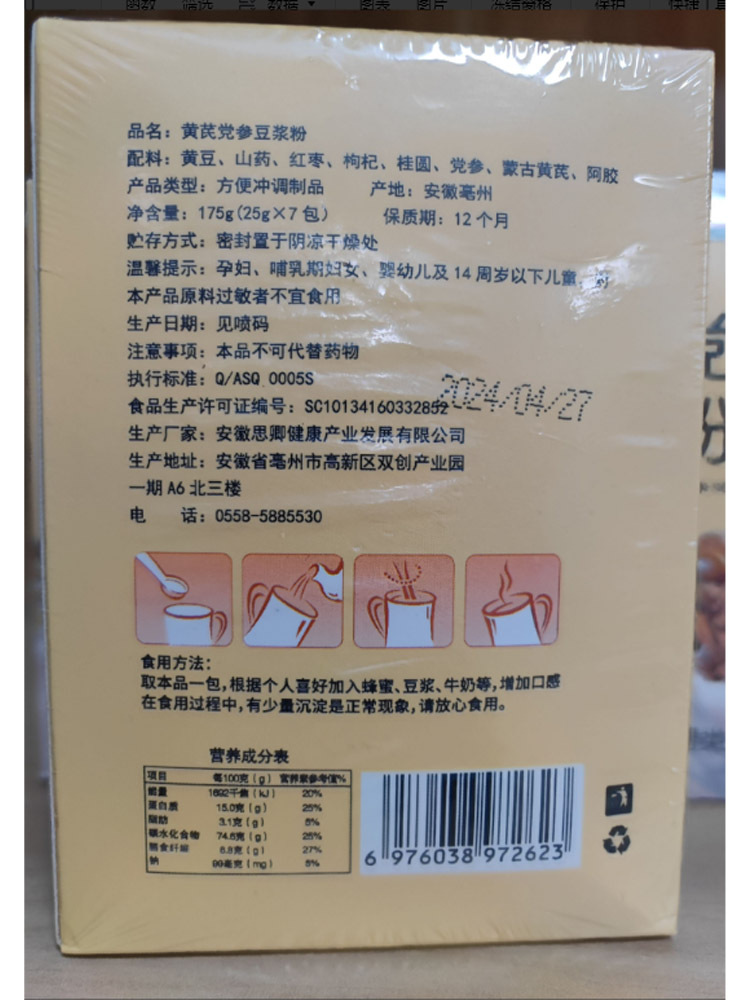 品名：黄芪党参豆浆粉
配料：黄豆、山药、红枣、枸杞、桂圆、党参、蒙古黄芪、阿胶
产品类型：方便冲调制品 产地：安徽亳州
净含量：175g(25g×7包) 保质期：12个月
贮存方式：密封置于阴凉干燥处
温馨提示：孕妇、哺乳期妇女、婴幼儿及14周岁以下儿童、对
本产品原料过敏者不宜食用
生产日期：见喷码
注意事项：本品不可代替药物
执行标准：Q/ASQ 0005S
2024/04/27
食品生产许可证编号：SC10134160332852
生产厂家：安徽思卿健康产业发展有限公司
生产地址：安徽省亳州市高新区双创产业园
一期A6北三楼
电 话：0558-5885530
食用方法：
取本品一包,根据个人喜好加入蜂蜜、豆浆、牛奶等,增加口感
在食用过程中,有少量沉淀是正常现象,请放心食用。
营养成分表
项目 每100克(g) 营养素参考值%
能量 1692千焦(kJ) 20%
蛋白质 15.0克(g) 25%
脂肪 3.1克(g) 5%
碳水化合物 74.6克(g) 25%
膳食纤维 6.8克(g) 27%
钠 99毫克(mg) 5%
6 976038 972623